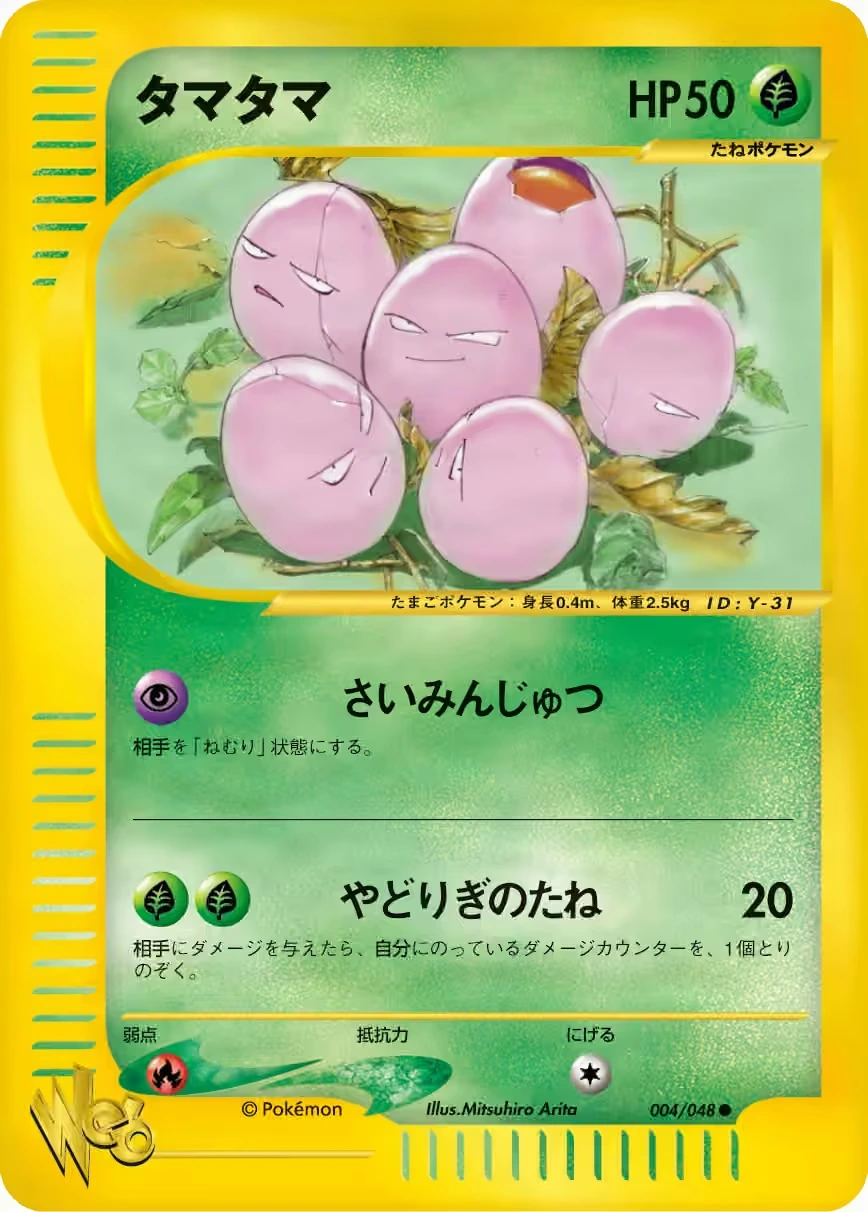 タマタマ HP50
たねポケモン
たまごポケモン：身長0.4m、体重2.5kg ID：Y-31
さいみんじゅつ
相手を「ねむり」状態にする。
やどりぎのたね 20
相手にダメージを与えたら、自分にのっているダメージカウンターを、1個とり
のぞく。
弱点 抵抗力 にげる
Web
© Pokémon Illus.Mitsuhiro Arita 004/048